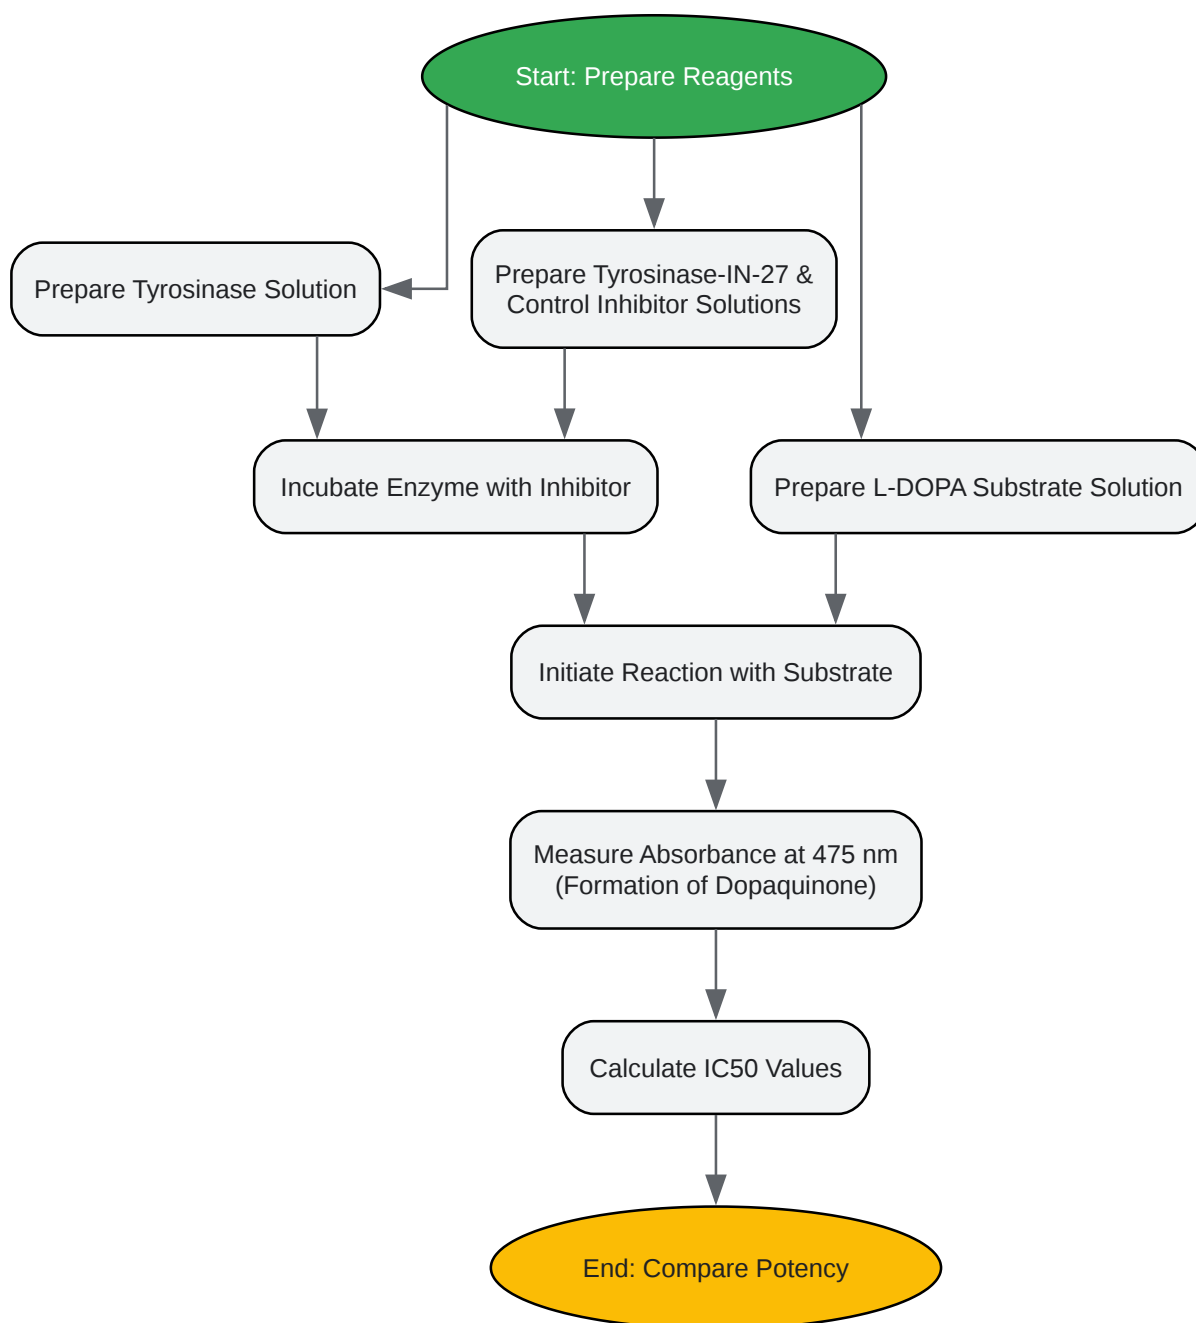 Start: Prepare Reagents
Prepare Tyrosinase Solution
Prepare Tyrosinase-IN-27 &
Control Inhibitor Solutions
Incubate Enzyme with Inhibitor
Prepare L-DOPA Substrate Solution
Initiate Reaction with Substrate
Measure Absorbance at 475 nm
(Formation of Dopaquinone)
Calculate IC50 Values
End: Compare Potency